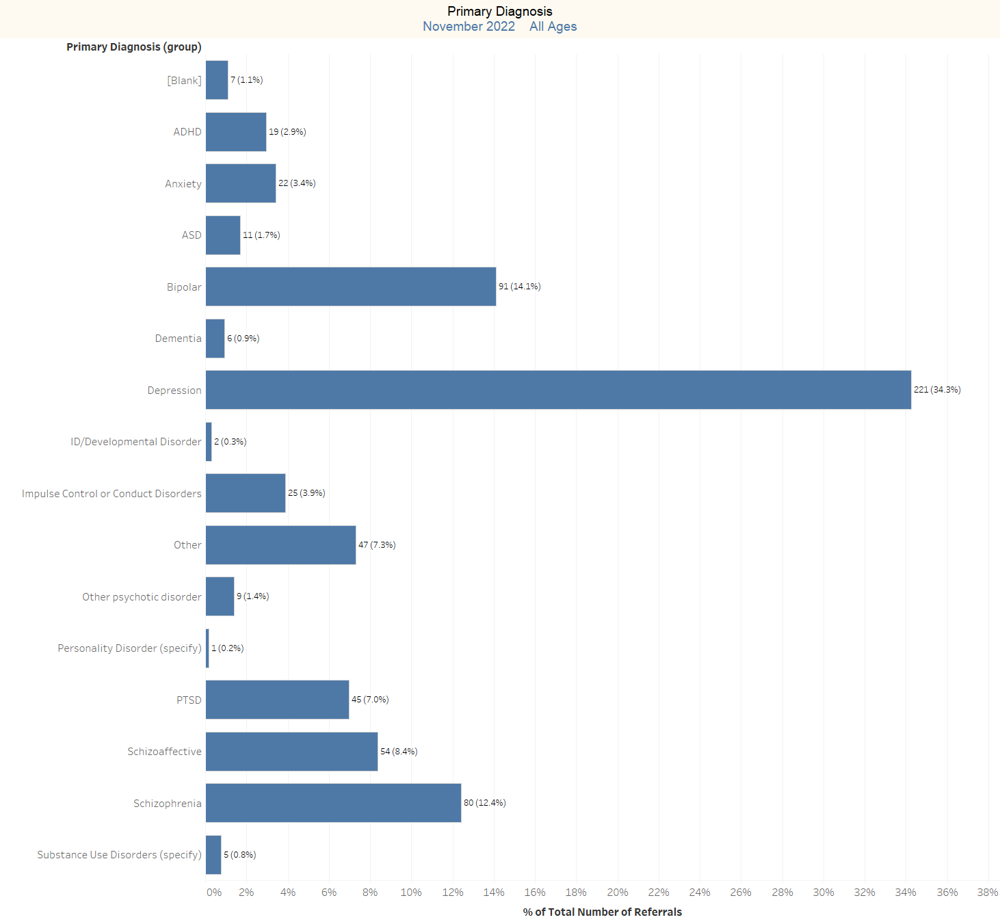 Primary Diagnosis
November 2022 All Ages
Primary Diagnosis (group)
[Blank] 7 (1.1%)
ADHD 19 (2.9%)
Anxiety 22 (3.4%)
ASD 11 (1.7%)
Bipolar 91 (14.1%)
Dementia 6 (0.9%)
Depression 221 (34.3%)
ID/Developmental Disorder 2 (0.3%)
Impulse Control or Conduct Disorders 25 (3.9%)
Other 47 (7.3%)
Other psychotic disorder 9 (1.4%)
Personality Disorder (specify) 1 (0.2%)
PTSD 45 (7.0%)
Schizoaffective 54 (8.4%)
Schizophrenia 80 (12.4%)
Substance Use Disorders (specify) 5 (0.8%)
0% 2% 4% 6% 8% 10% 12% 14% 16% 18% 20% 22% 24% 26% 28% 30% 32% 34% 36% 38%
% of Total Number of Referrals